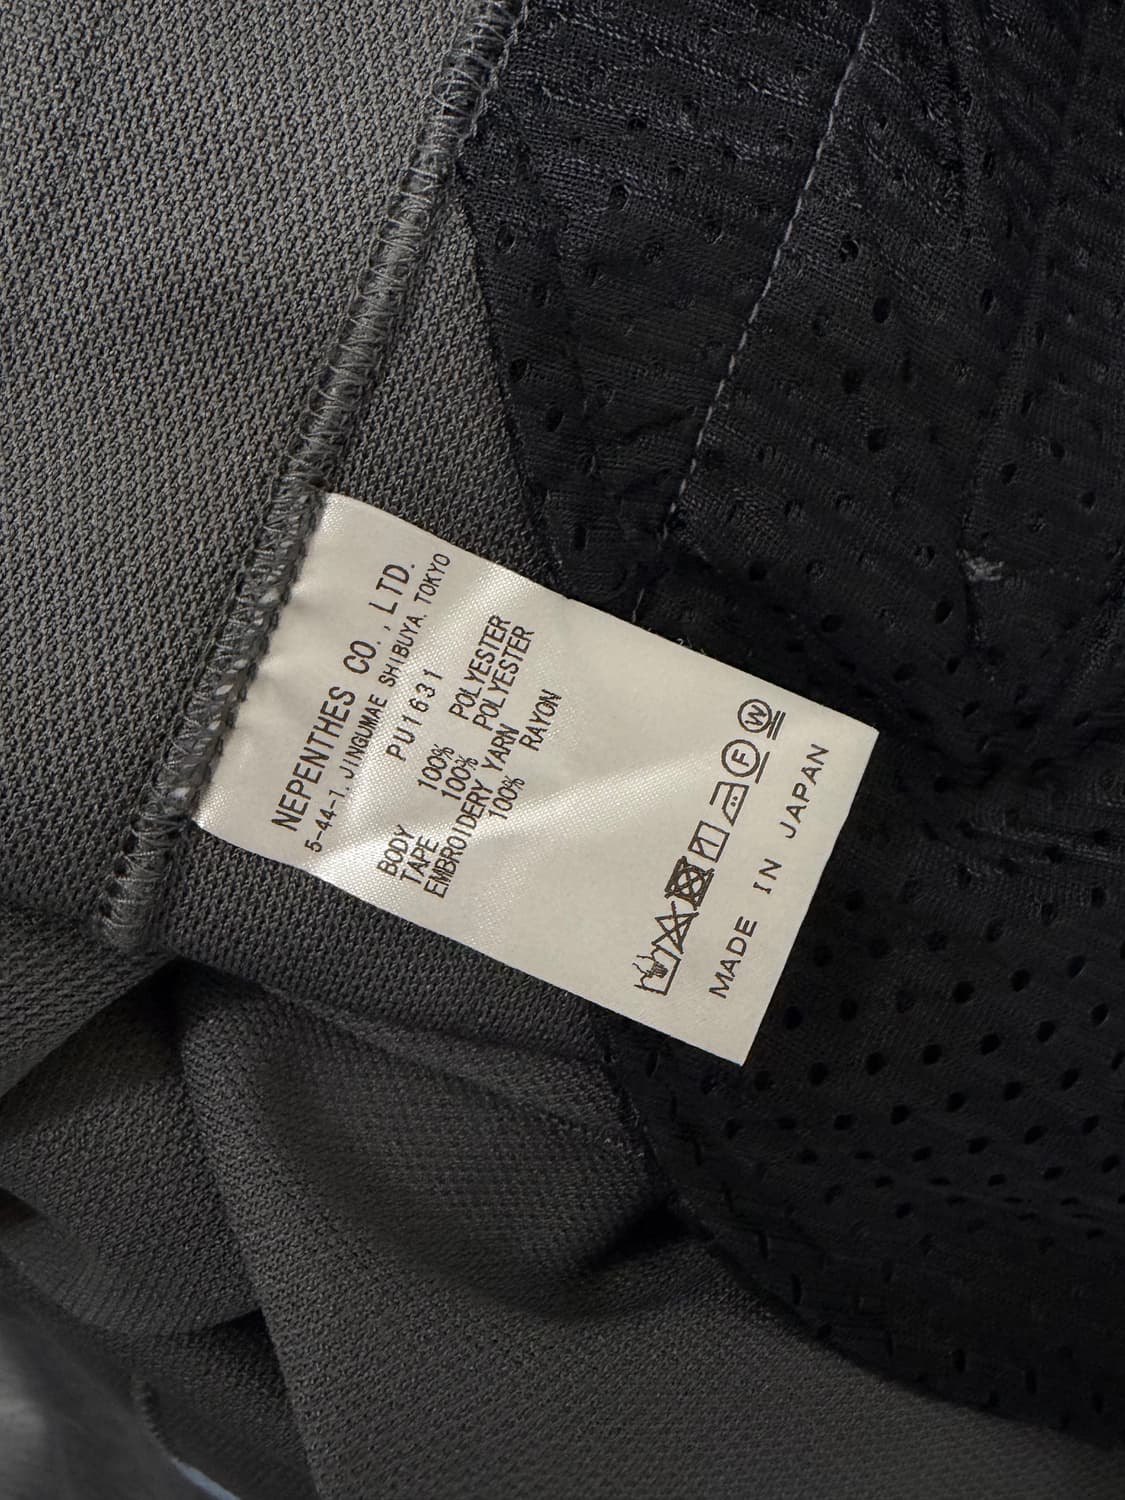 NEPENTHES CO., LTD.
5-44-1, JINGUMAE SHIBUYA TOKYO
PU1631
BODY 100% POLYESTER
TAPE 100% POLYESTER
EMBROIDERY YARN
100% RAYON
F W
MADE IN JAPAN